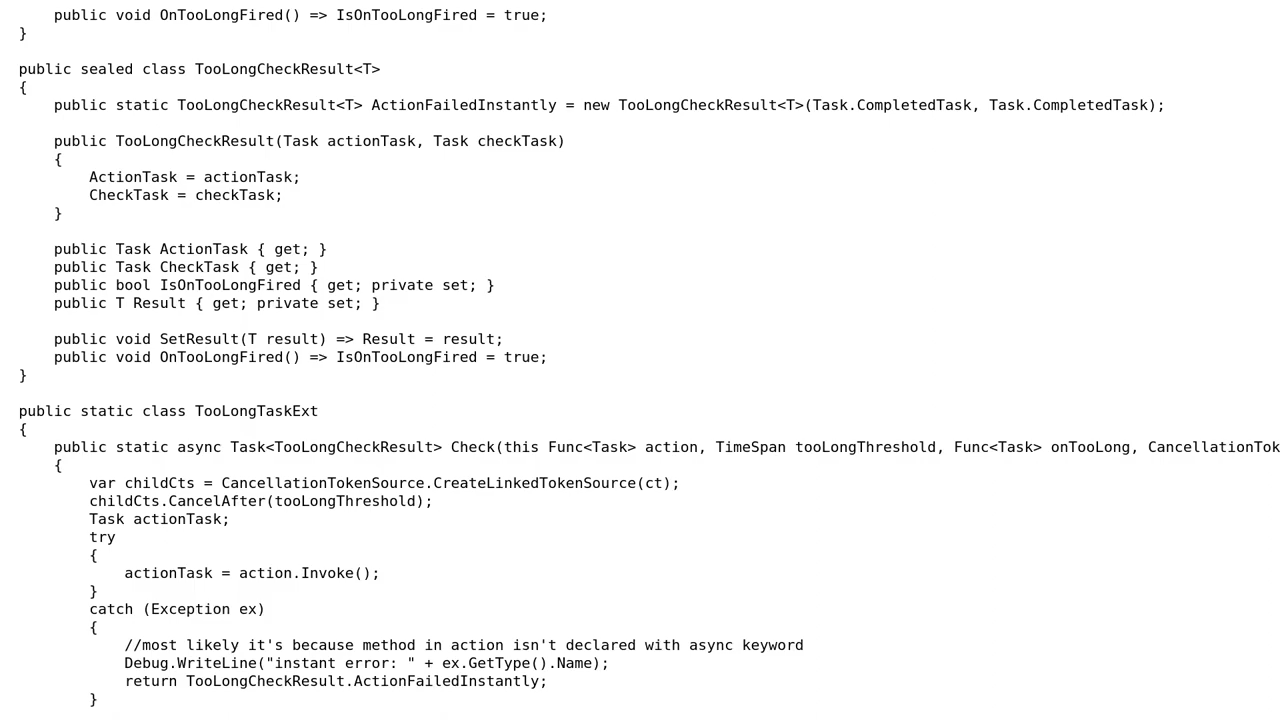 public void OnTooLongFired() => IsOnTooLongFired = true;
}
public sealed class TooLongCheckResult<T>
{
public static TooLongCheckResult<T> ActionFailedInstantly = new TooLongCheckResult<T>(Task.CompletedTask, Task.CompletedTask);
public TooLongCheckResult(Task actionTask, Task checkTask)
{
ActionTask = actionTask;
CheckTask = checkTask;
}
public Task ActionTask { get; }
public Task CheckTask { get; }
public bool IsOnTooLongFired { get; private set; }
public T Result { get; private set; }
public void SetResult(T result) => Result = result;
public void OnTooLongFired() => IsOnTooLongFired = true;
}
public static class TooLongTaskExt
{
public static async Task<TooLongCheckResult> Check(this Func<Task> action, TimeSpan tooLongThreshold, Func<Task> onTooLong, CancellationTok
{
var childCts = CancellationTokenSource.CreateLinkedTokenSource(ct);
childCts.CancelAfter(tooLongThreshold);
Task actionTask;
try
{
actionTask = action.Invoke();
}
catch (Exception ex)
{
//most likely it's because method in action isn't declared with async keyword
Debug.WriteLine("instant error: " + ex.GetType().Name);
return TooLongCheckResult.ActionFailedInstantly;
}